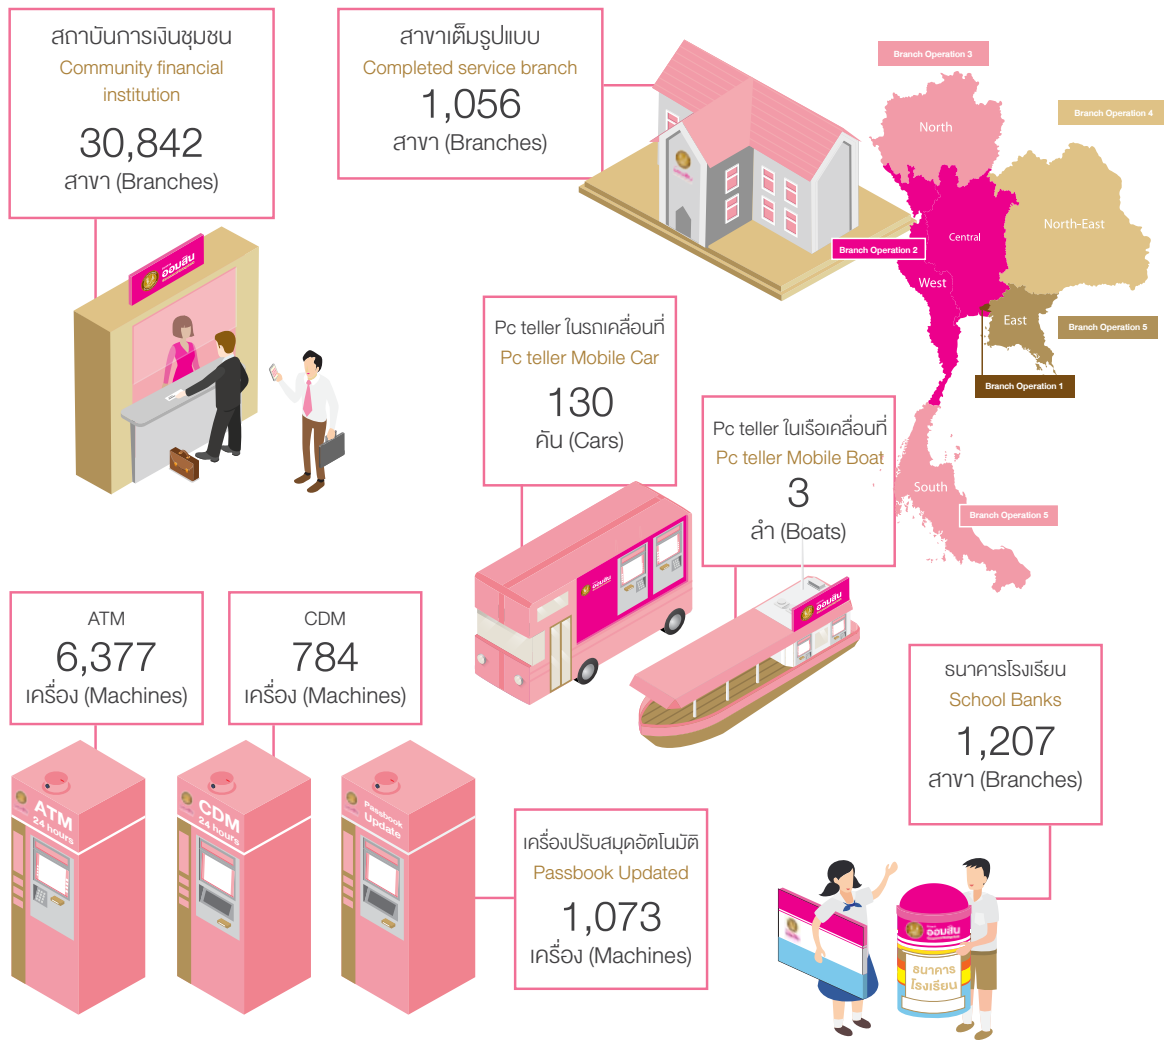 สถาบันการเงินชุมชน
Community financial
institution
30,842
สาขา (Branches)
สาขาเต็มรูปแบบ
Completed service branch
1,056
สาขา (Branches)
Branch Operation 3
North
Branch Operation 4
North-East
Central
Branch Operation 2
West
East
Branch Operation 5
Branch Operation 1
South
Branch Operation 5
ออมสิน
Pc teller ในรถเคลื่อนที่
Pc teller Mobile Car
130
คัน (Cars)
Pc teller ในเรือเคลื่อนที่
Pc teller Mobile Boat
3
ลำ (Boats)
ออมสิน
ออมสิน
ATM
6,377
เครื่อง (Machines)
CDM
784
เครื่อง (Machines)
ATM
24 hours
CDM
24 hours
Passbook
Update
เครื่องปรับสมุดอัตโนมัติ
Passbook Updated
1,073
เครื่อง (Machines)
ธนาคารโรงเรียน
School Banks
1,207
สาขา (Branches)
ออมสิน
ธนาคาร
โรงเรียน